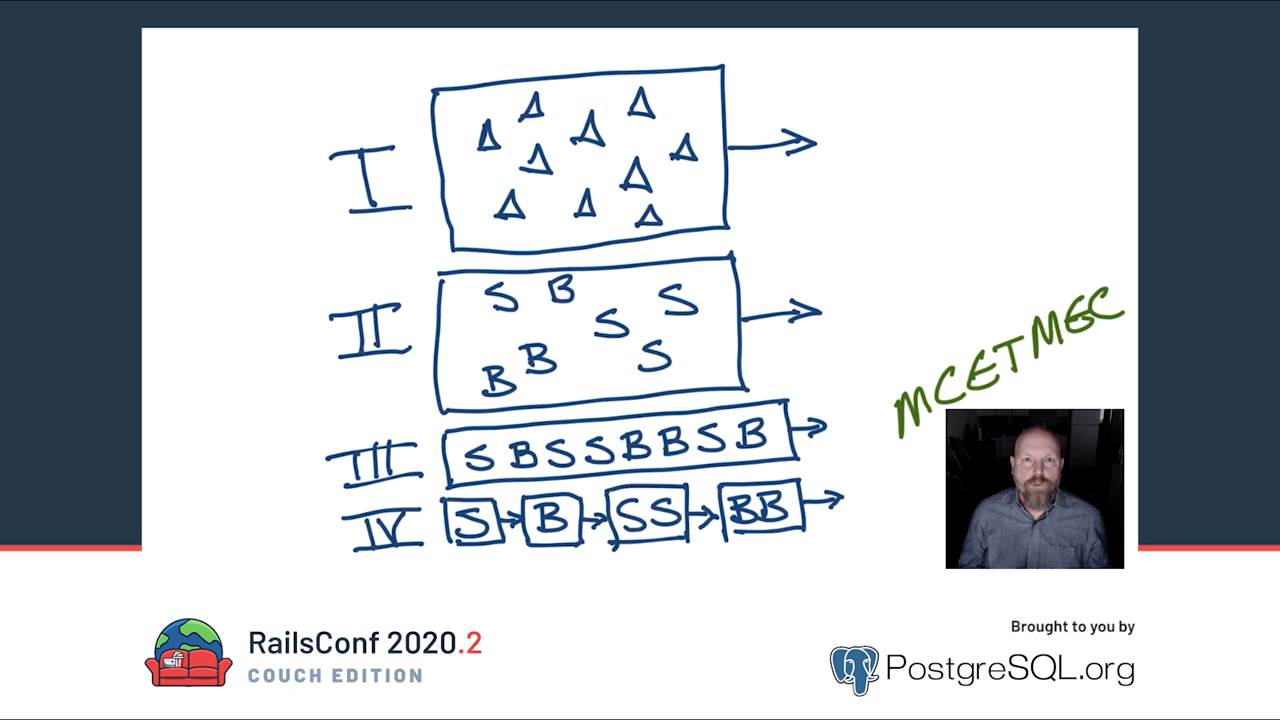 I
II
S B S S
B B S
MCETMEC
III
S B S S B B S B
IV
S B SS BB
RailsConf 2020.2
COUCH EDITION
Brought to you by
PostgreSQL.org